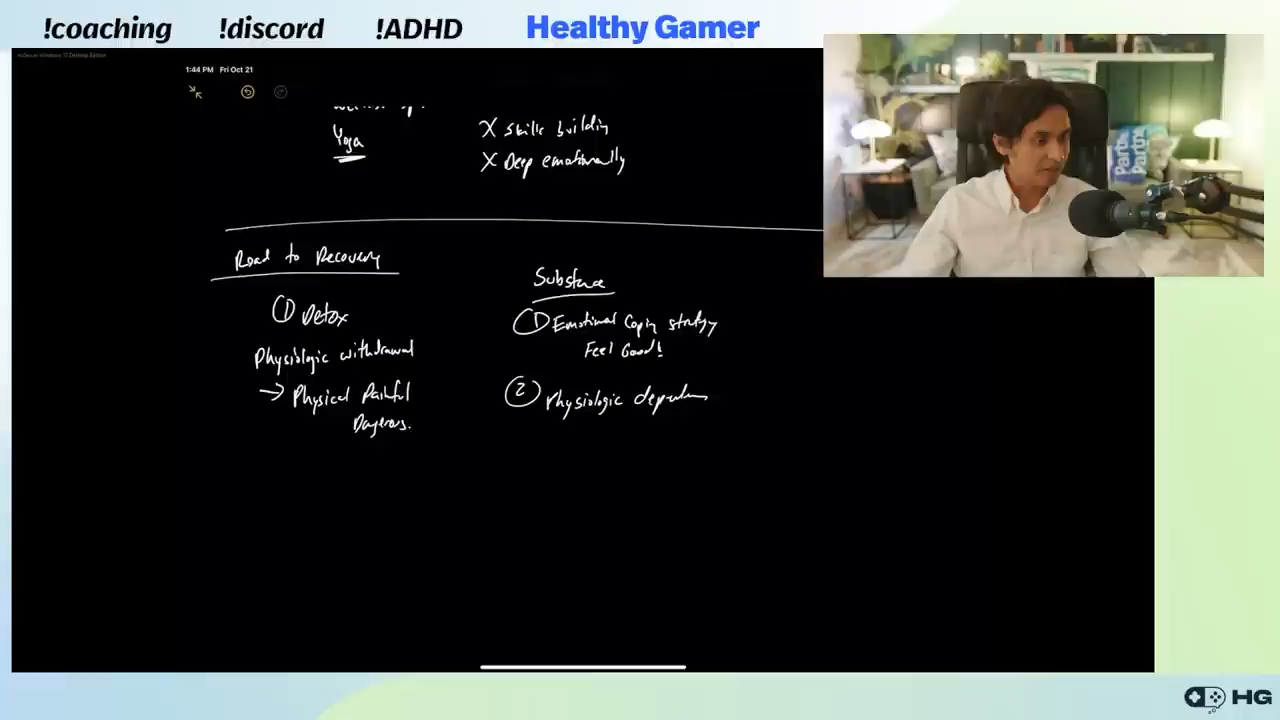 !coaching !discord !ADHD Healthy Gamer
1:44 PM Fri Oct 21
Yoga
X Skills building
X Deep emotionally
Road to Recovery
① Detox
Physiologic withdrawal
→ Physical Painful
Dangerous.
Substance
① Emotional Coping strategy
Feel Good!
② Physiologic
HG